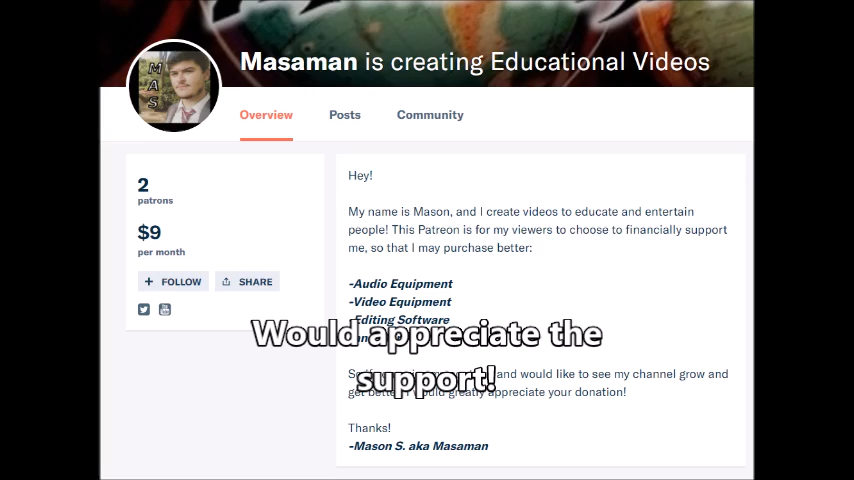 Masaman is creating Educational Videos
MAS
Overview
Posts
Community
2
patrons
$9
per month
FOLLOW
SHARE
Hey!
My name is Mason, and I create videos to educate and entertain
people! This Patreon is for my viewers to choose to financially support
me, so that I may purchase better:
-Audio Equipment
-Video Equipment
-Editing Software
Would appreciate the
support!
and would like to see my channel grow and
greatly appreciate your donation!
Thanks!
-Mason S. aka Masaman